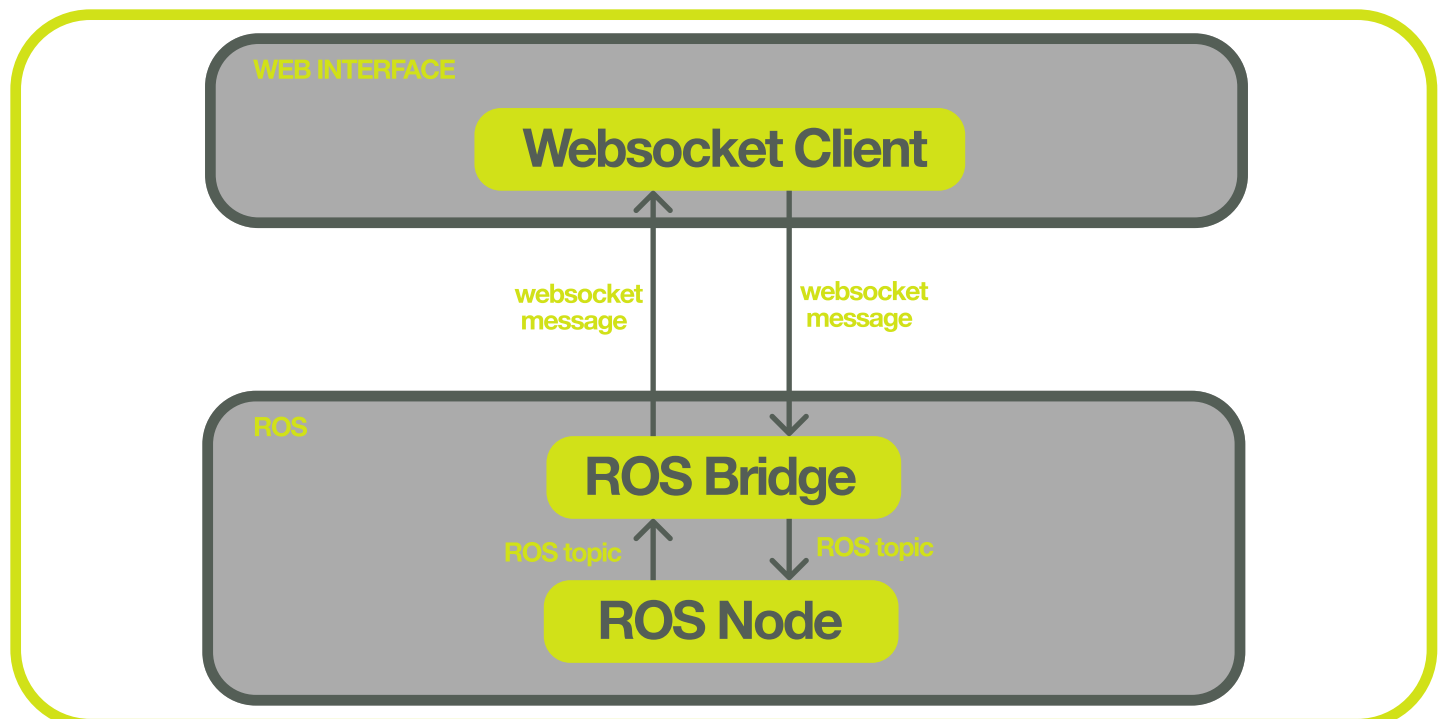 WEB INTERFACE
Websocket Client
websocket
message
websocket
message
ROS
ROS Bridge
ROS topic
ROS topic
ROS Node